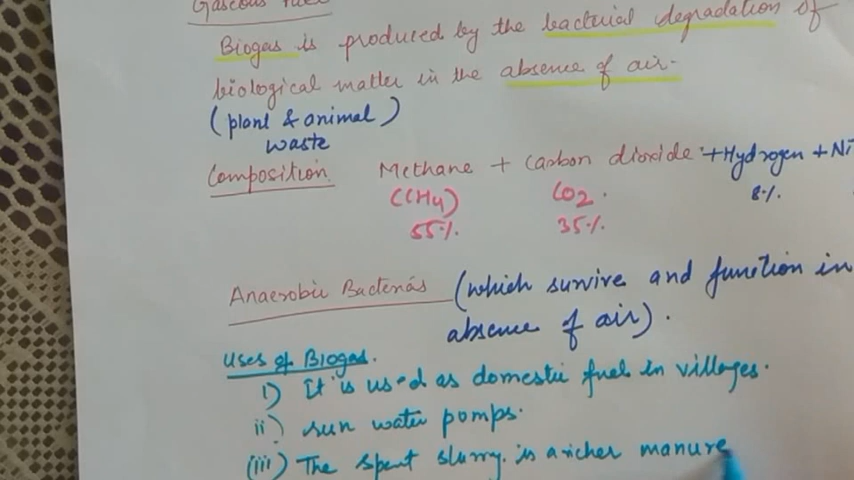 Gaseous Fuel
Biogas is produced by the bacterial degradation of
biological matter in the absence of air.
(plant & animal)
waste
Composition Methane + Carbon dioxide + Hydrogen + Ni
(CH4) CO2. 8%
55% 35%
Anaerobic Bacterias (which survive and function in
absence of air).
Uses of Biogas.
i) It is used as domestic fuel in villages.
ii) run water pomps.
(iii) The spent slurry is a richer manure